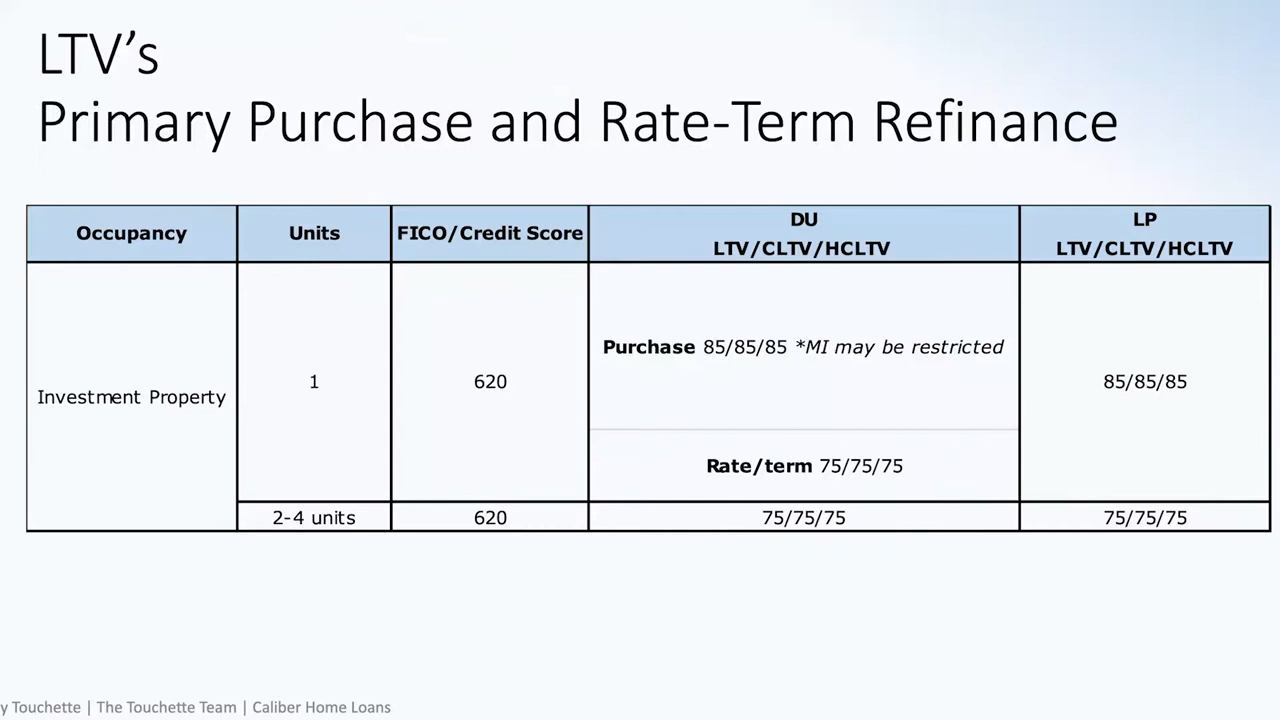 LTV’s
Primary Purchase and Rate-Term Refinance
Occupancy
Units
FICO/Credit Score
DU
LTV/CLTV/HCLTV
LP
LTV/CLTV/HCLTV
Investment Property
1
620
Purchase 85/85/85 *MI may be restricted
Rate/term 75/75/75
85/85/85
2-4 units
620
75/75/75
75/75/75
y Touchette | The Touchette Team | Caliber Home Loans